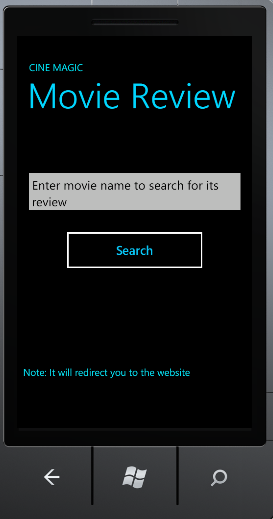 CINE MAGIC
Movie Review
Enter movie name to search for its
review
Search
Note: It will redirect you to the website